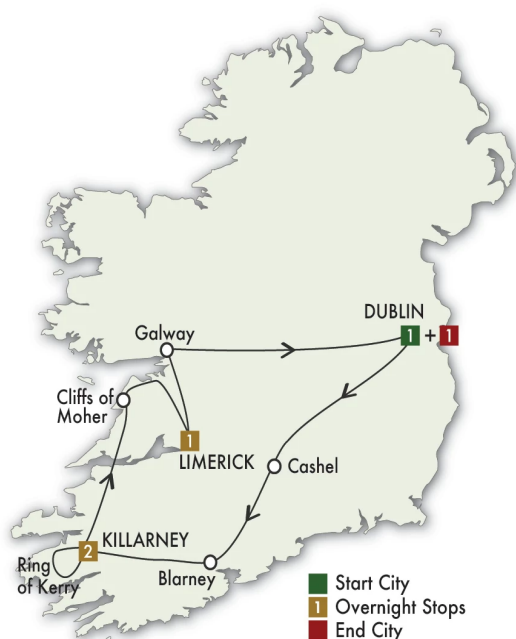 DUBLIN
1 + 1
Galway
Cliffs of
Moher
1
LIMERICK
Cashel
KILLARNEY
2
Ring
of Kerry
Blarney
Start City
1 Overnight Stops
End City